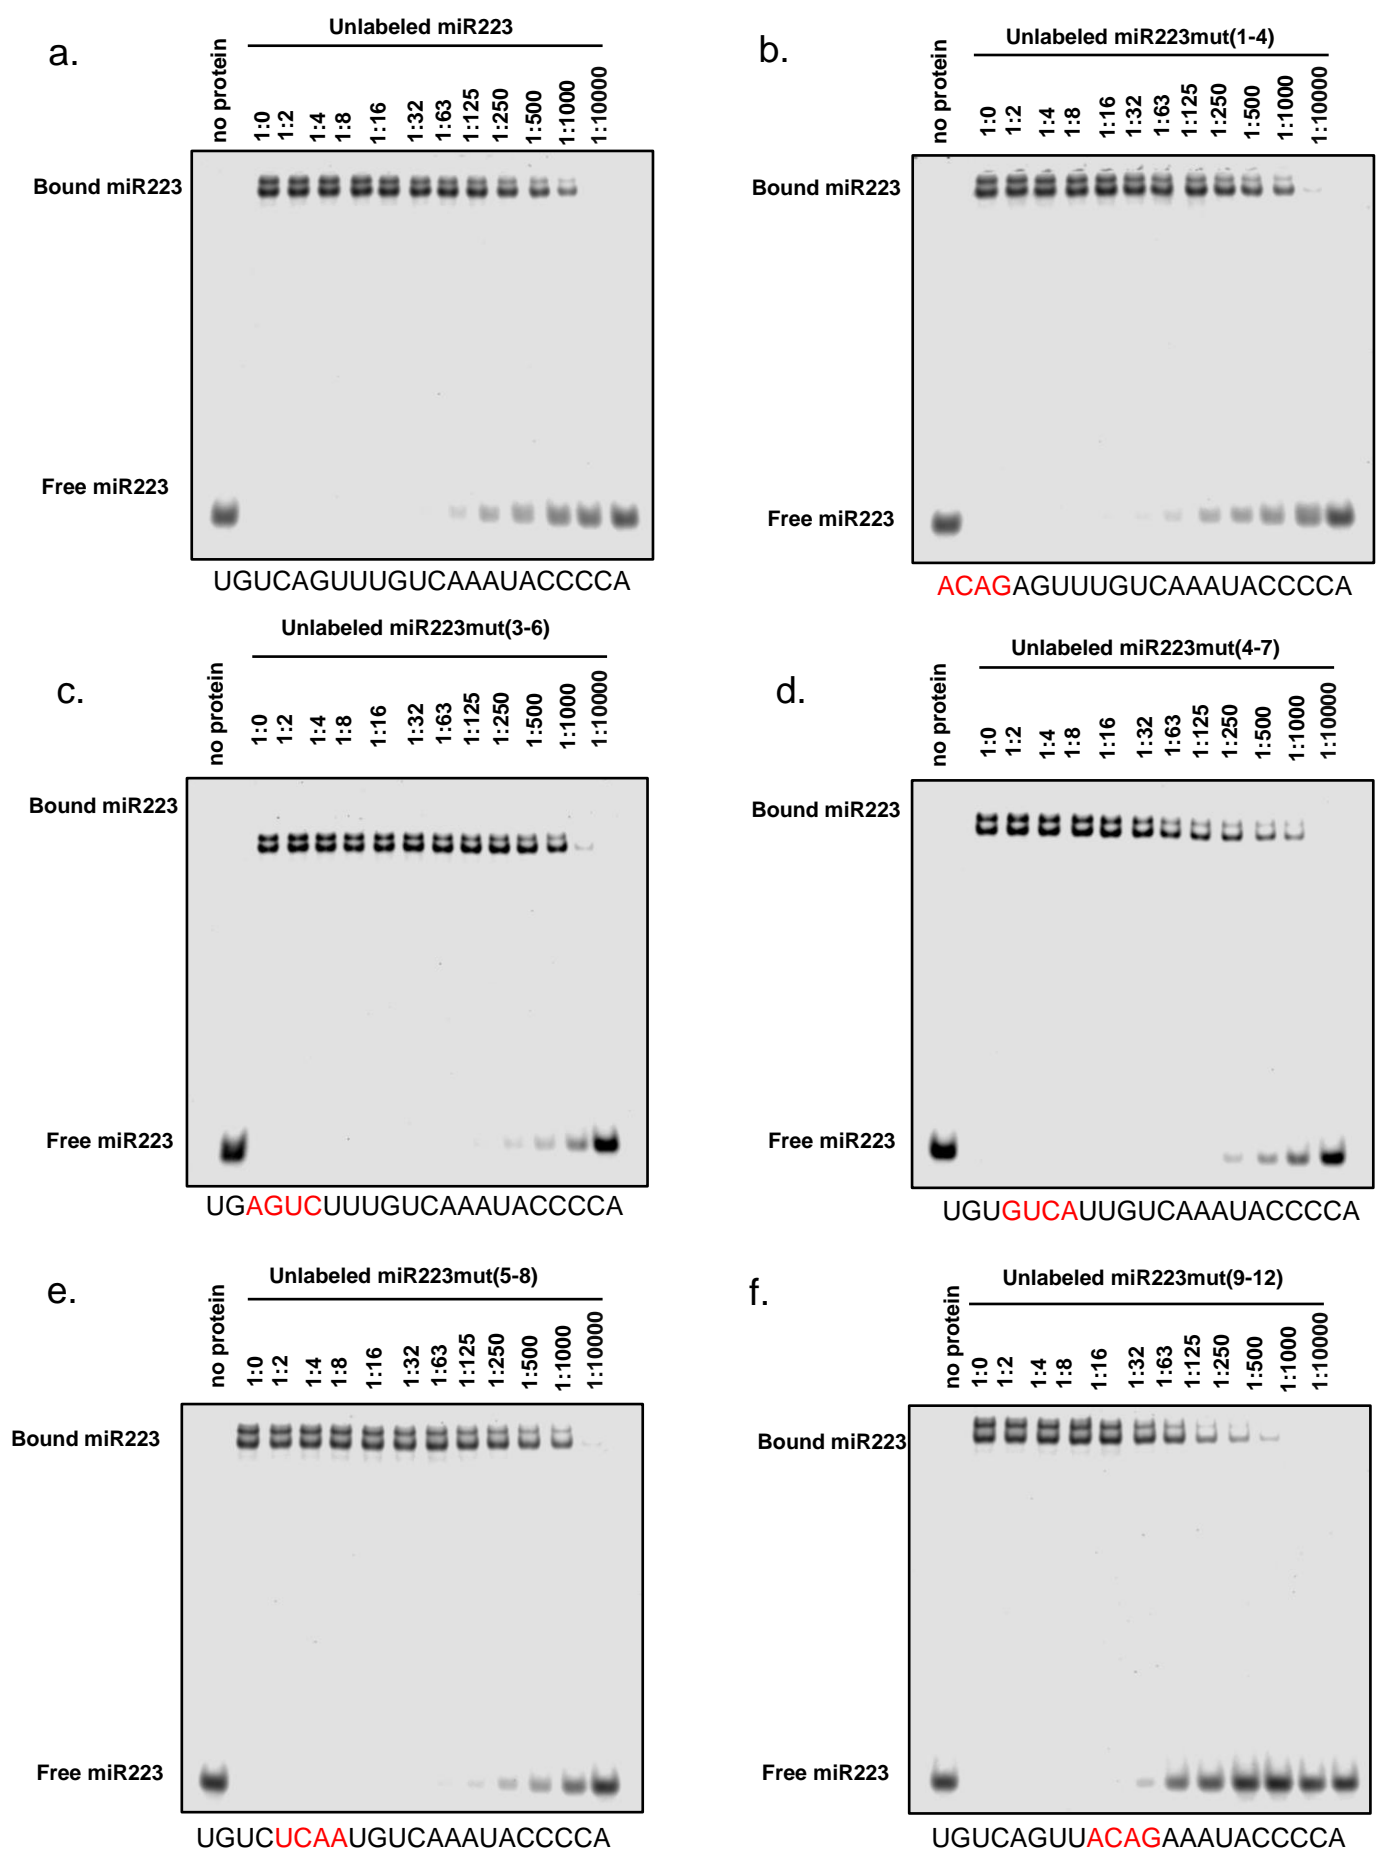 a.
Unlabeled miR223
no protein 1:0 1:2 1:4 1:8 1:16 1:32 1:63 1:125 1:250 1:500 1:1000 1:10000
Bound miR223
Free miR223
UGUCAGUUUGUCAAAUACCCCA
b.
Unlabeled miR223mut(1-4)
no protein 1:0 1:2 1:4 1:8 1:16 1:32 1:63 1:125 1:250 1:500 1:1000 1:10000
Bound miR223
Free miR223
ACAGAGUUUGUCAAAUACCCCA
c.
Unlabeled miR223mut(3-6)
no protein 1:0 1:2 1:4 1:8 1:16 1:32 1:63 1:125 1:250 1:500 1:1000 1:10000
Bound miR223
Free miR223
UGAGUCUUUGUCAAAUACCCCA
d.
Unlabeled miR223mut(4-7)
no protein 1:0 1:2 1:4 1:8 1:16 1:32 1:63 1:125 1:250 1:500 1:1000 1:10000
Bound miR223
Free miR223
UGUGUCAUUGUCAAAUACCCCA
e.
Unlabeled miR223mut(5-8)
no protein 1:0 1:2 1:4 1:8 1:16 1:32 1:63 1:125 1:250 1:500 1:1000 1:10000
Bound miR223
Free miR223
UGUCUCAAUGUCAAAUACCCCA
f.
Unlabeled miR223mut(9-12)
no protein 1:0 1:2 1:4 1:8 1:16 1:32 1:63 1:125 1:250 1:500 1:1000 1:10000
Bound miR223
Free miR223
UGUCAGUUACAGAAAUACCCCA